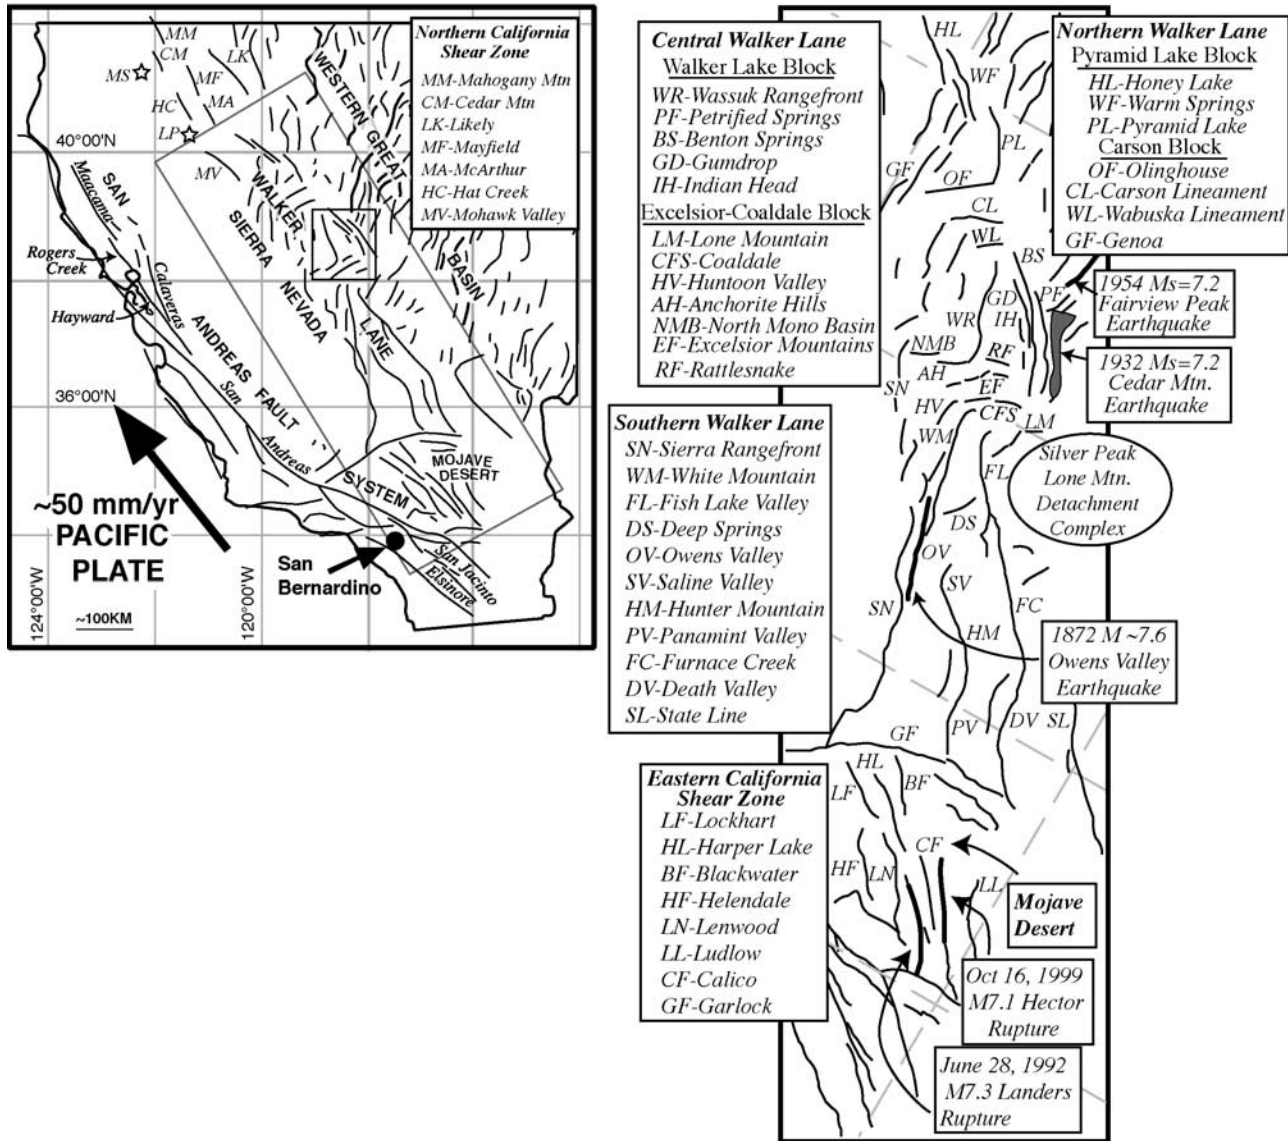 Northern California
Shear Zone
MM-Mahogany Mtn
CM-Cedar Mtn
LK-Likely
MF-Mayfield
MA-McArthur
HC-Hat Creek
MV-Mohawk Valley
MM
CM
LK
MS
MF
HC
MA
LP
MV
40°00'N
36°00'N
124°00'W
120°00'W
WESTERN GREAT
BASIN
WALKER
LANE
SIERRA
NEVADA
SAN
ANDREAS FAULT
SYSTEM
Maacama
Rogers
Creek
Hayward
Calaveras
San
Andreas
MOJAVE
DESERT
San Jacinto
Elsinore
San
Bernardino
~50 mm/yr
PACIFIC
PLATE
~100KM
Central Walker Lane
Walker Lake Block
WR-Wassuk Rangefront
PF-Petrified Springs
BS-Benton Springs
GD-Gumdrop
IH-Indian Head
Excelsior-Coaldale Block
LM-Lone Mountain
CFS-Coaldale
HV-Huntoon Valley
AH-Anchorite Hills
NMB-North Mono Basin
EF-Excelsior Mountains
RF-Rattlesnake
Southern Walker Lane
SN-Sierra Rangefront
WM-White Mountain
FL-Fish Lake Valley
DS-Deep Springs
OV-Owens Valley
SV-Saline Valley
HM-Hunter Mountain
PV-Panamint Valley
FC-Furnace Creek
DV-Death Valley
SL-State Line
Eastern California
Shear Zone
LF-Lockhart
HL-Harper Lake
BF-Blackwater
HF-Helendale
LN-Lenwood
LL-Ludlow
CF-Calico
GF-Garlock
Northern Walker Lane
Pyramid Lake Block
HL-Honey Lake
WF-Warm Springs
PL-Pyramid Lake
Carson Block
OF-Olinghouse
CL-Carson Lineament
WL-Wabuska Lineament
GF-Genoa
HL
WF
PL
GF
OF
CL
WL
BS
GD
PF
IH
WR
NMB
RF
AH
SN
EF
HV
CFS
LM
WM
FL
DS
OV
SV
SN
FC
HM
PV
DV
SL
GF
HL
BF
LF
CF
HF
LN
LL
1954 Ms=7.2
Fairview Peak
Earthquake
1932 Ms=7.2
Cedar Mtn.
Earthquake
Silver Peak
Lone Mtn.
Detachment
Complex
1872 M ~7.6
Owens Valley
Earthquake
Mojave
Desert
Oct 16, 1999
M7.1 Hector
Rupture
June 28, 1992
M7.3 Landers
Rupture